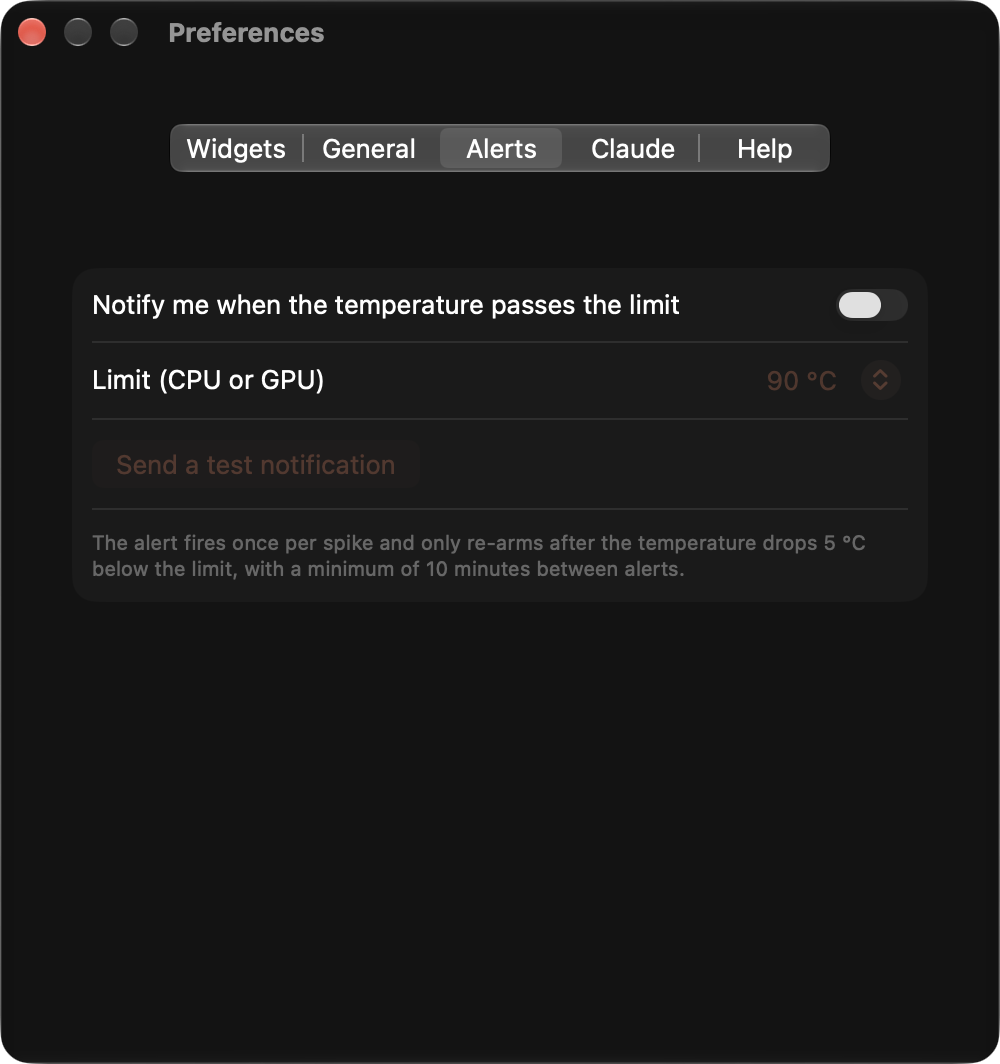 Preferences
Widgets General Alerts Claude Help
Notify me when the temperature passes the limit
Limit (CPU or GPU) 90 °C
Send a test notification
The alert fires once per spike and only re-arms after the temperature drops 5 °C
below the limit, with a minimum of 10 minutes between alerts.